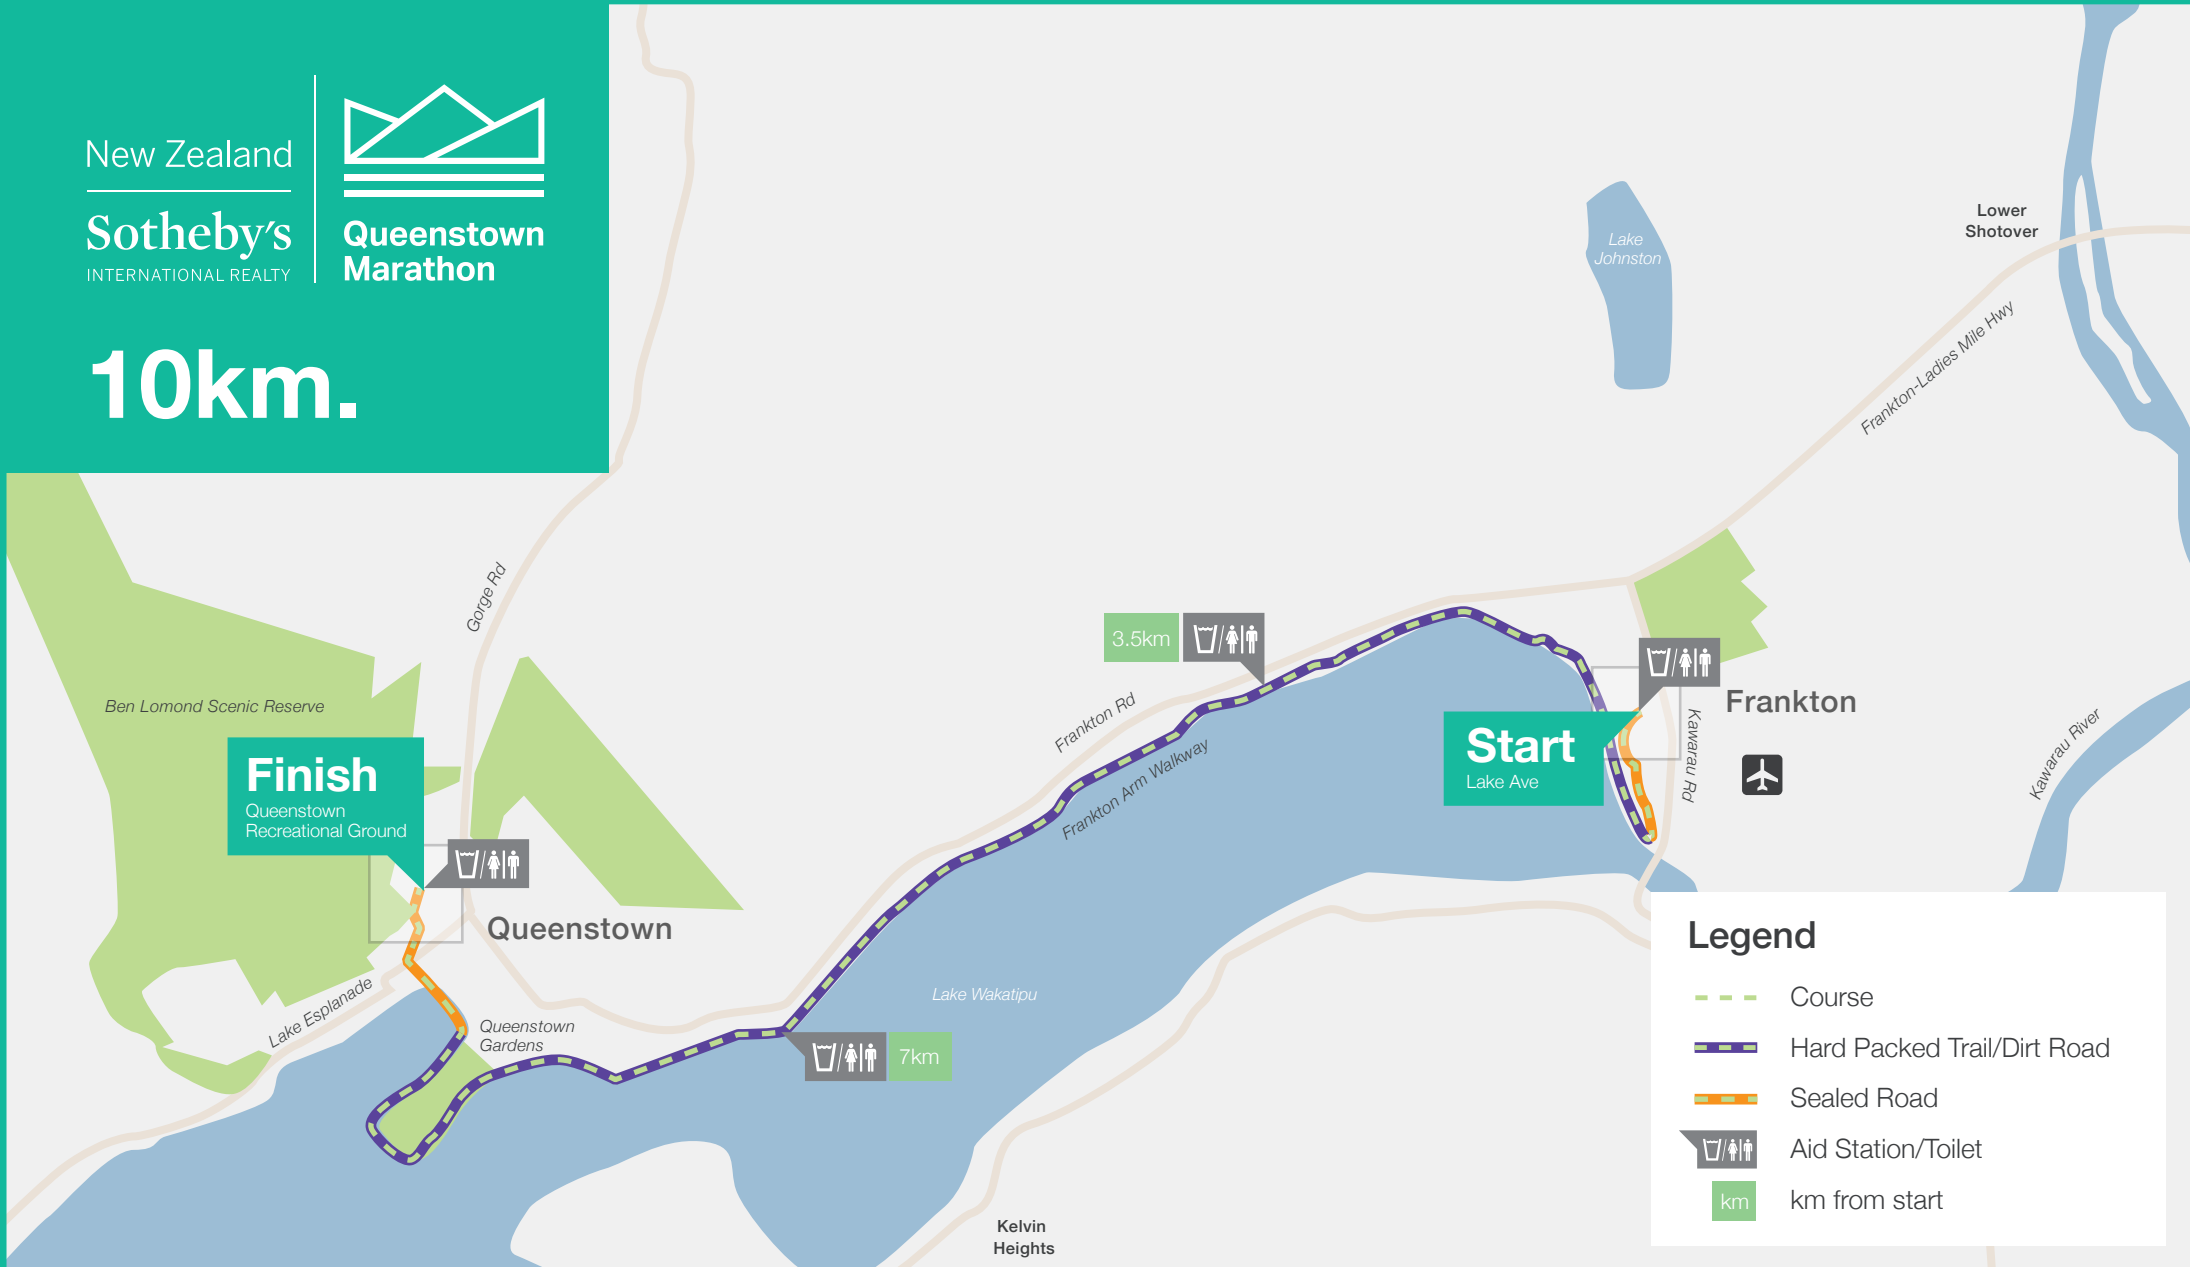 New Zealand
Sotheby's
INTERNATIONAL REALTY
Queenstown
Marathon
10km.
Lake
Johnston
Lower
Shotover
Frankton-Ladies Mile Hwy
Gorge Rd
Ben Lomond Scenic Reserve
3.5km
Frankton Rd
Frankton Arm Walkway
Start
Lake Ave
Frankton
Kawarau Rd
Kawarau River
Finish
Queenstown
Recreational Ground
Queenstown
Lake Esplanade
Queenstown
Gardens
Lake Wakatipu
7km
Kelvin
Heights
Legend
Course
Hard Packed Trail/Dirt Road
Sealed Road
Aid Station/Toilet
km
km from start